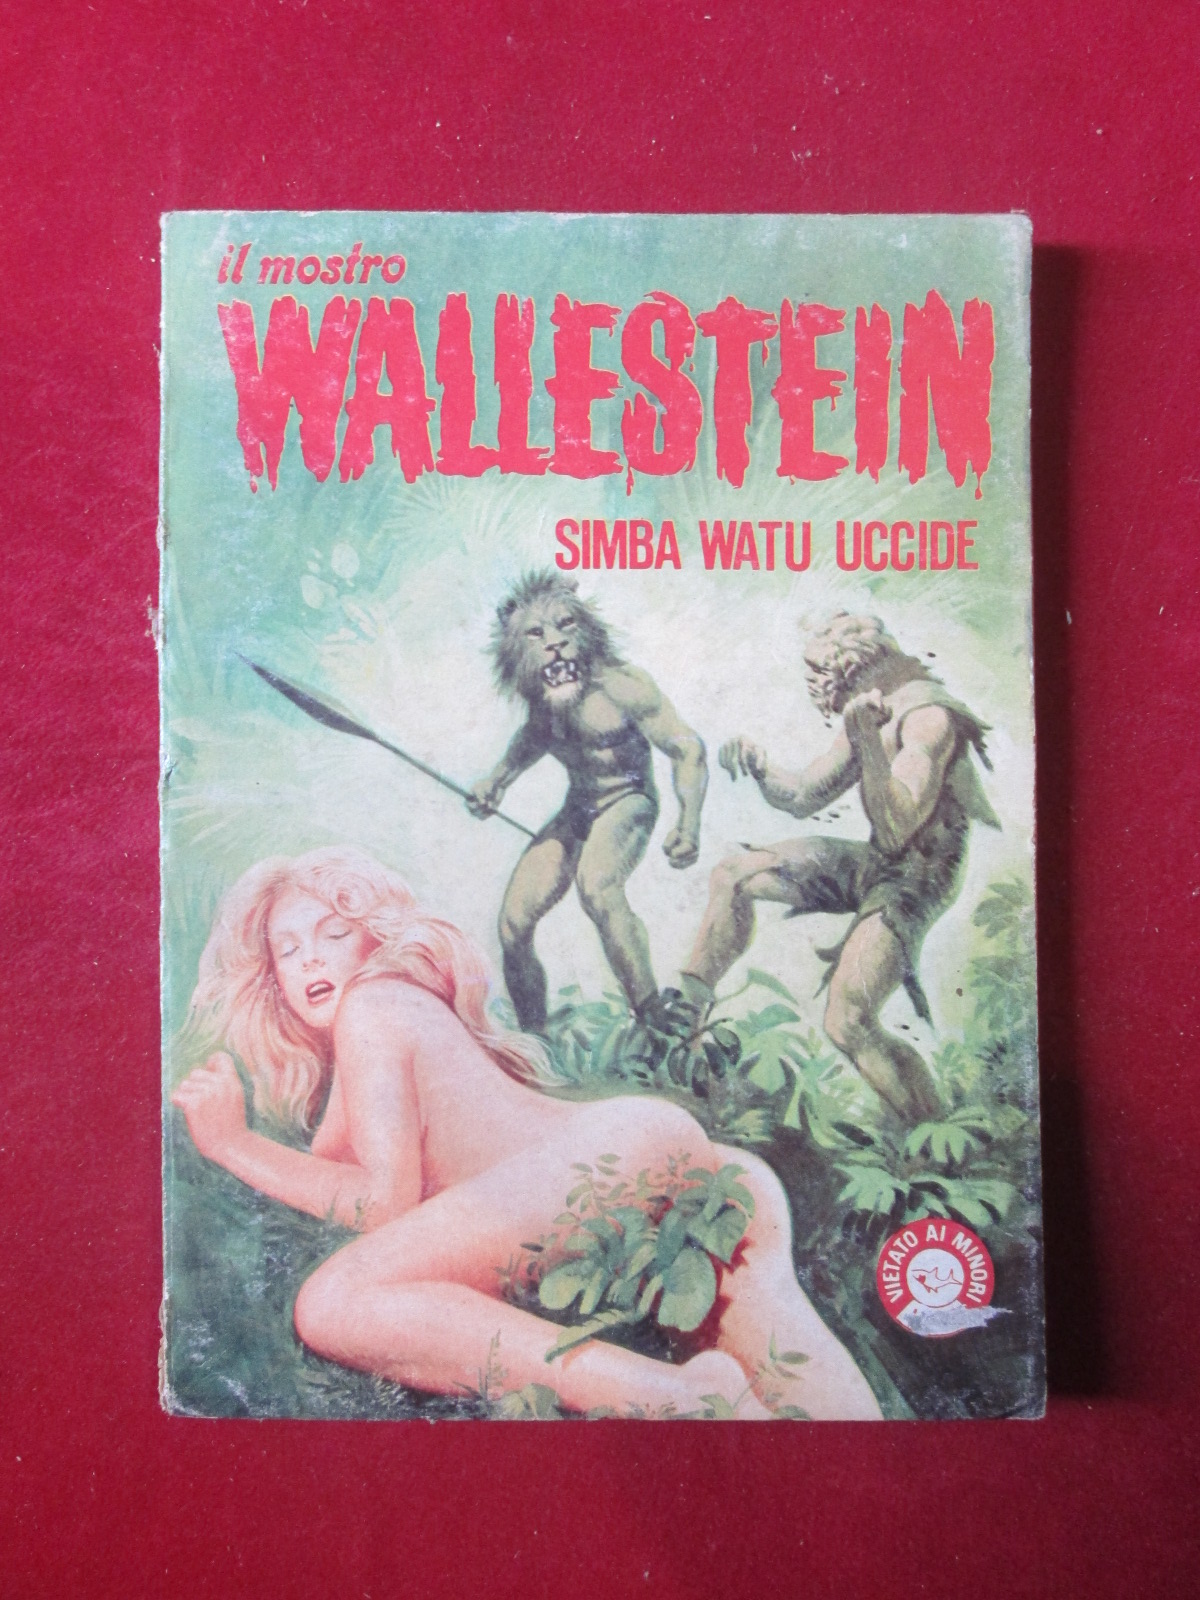 il mostro
WALLESTEIN
SIMBA WATU UCCIDE
VIETATO AI MINORI